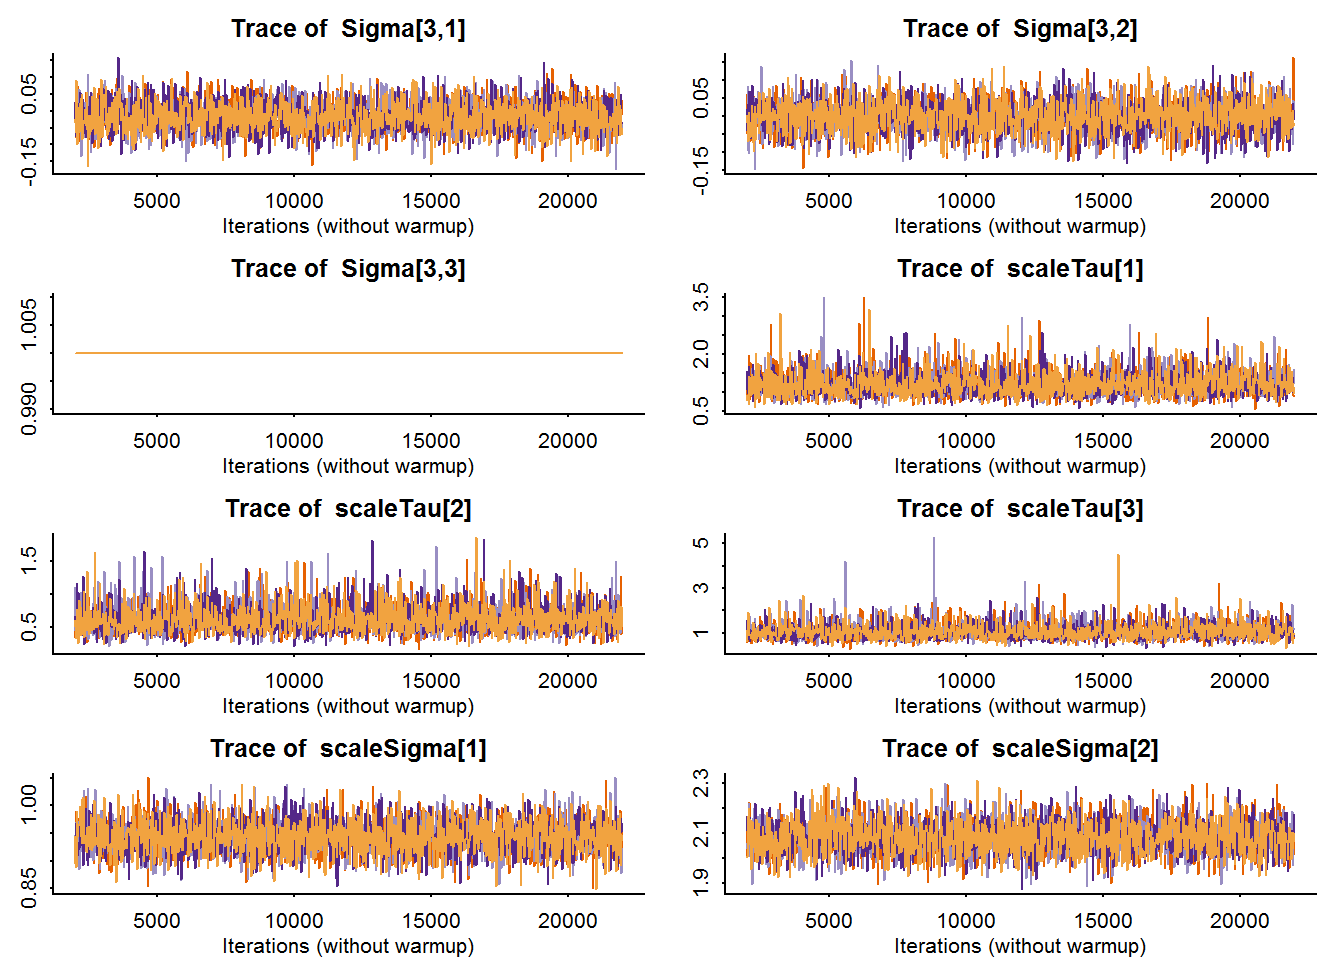 Trace of Sigma[3,1]
0.05
-0.15
5000 10000 15000 20000
Iterations (without warmup)
Trace of Sigma[3,2]
0.05
-0.15
5000 10000 15000 20000
Iterations (without warmup)
Trace of Sigma[3,3]
1.005
0.990
5000 10000 15000 20000
Iterations (without warmup)
Trace of scaleTau[1]
3.5
2.0
0.5
5000 10000 15000 20000
Iterations (without warmup)
Trace of scaleTau[2]
1.5
0.5
5000 10000 15000 20000
Iterations (without warmup)
Trace of scaleTau[3]
5
3
1
5000 10000 15000 20000
Iterations (without warmup)
Trace of scaleSigma[1]
1.00
0.85
5000 10000 15000 20000
Iterations (without warmup)
Trace of scaleSigma[2]
2.3
2.1
1.9
5000 10000 15000 20000
Iterations (without warmup)